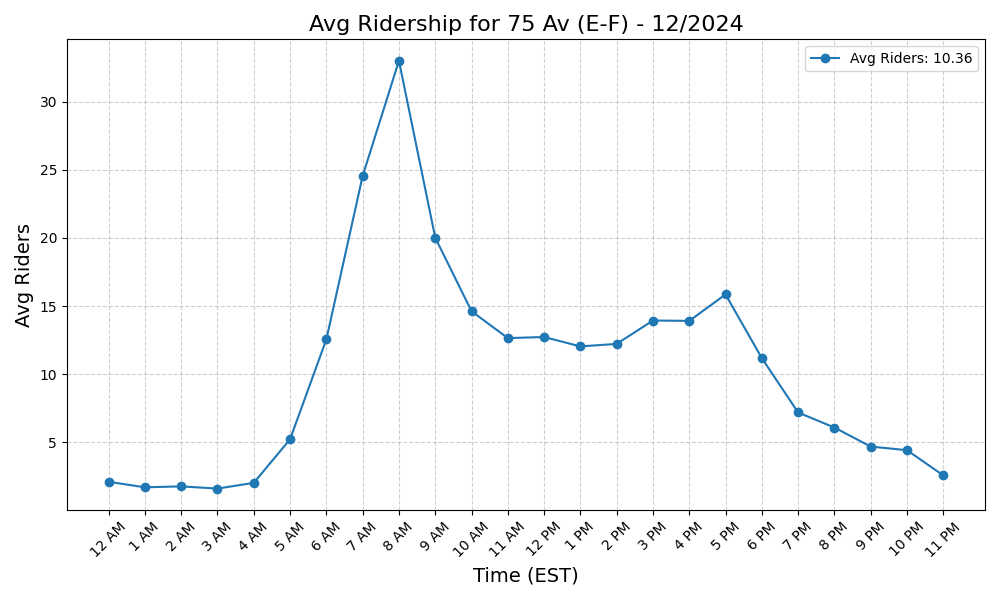 Avg Ridership for 75 Av (E-F) - 12/2024
Avg Riders: 10.36
Avg Riders
30
25
20
15
10
5
12 AM
1 AM
2 AM
3 AM
4 AM
5 AM
6 AM
7 AM
8 AM
9 AM
10 AM
11 AM
12 PM
1 PM
2 PM
3 PM
4 PM
5 PM
6 PM
7 PM
8 PM
9 PM
10 PM
11 PM
Time (EST)